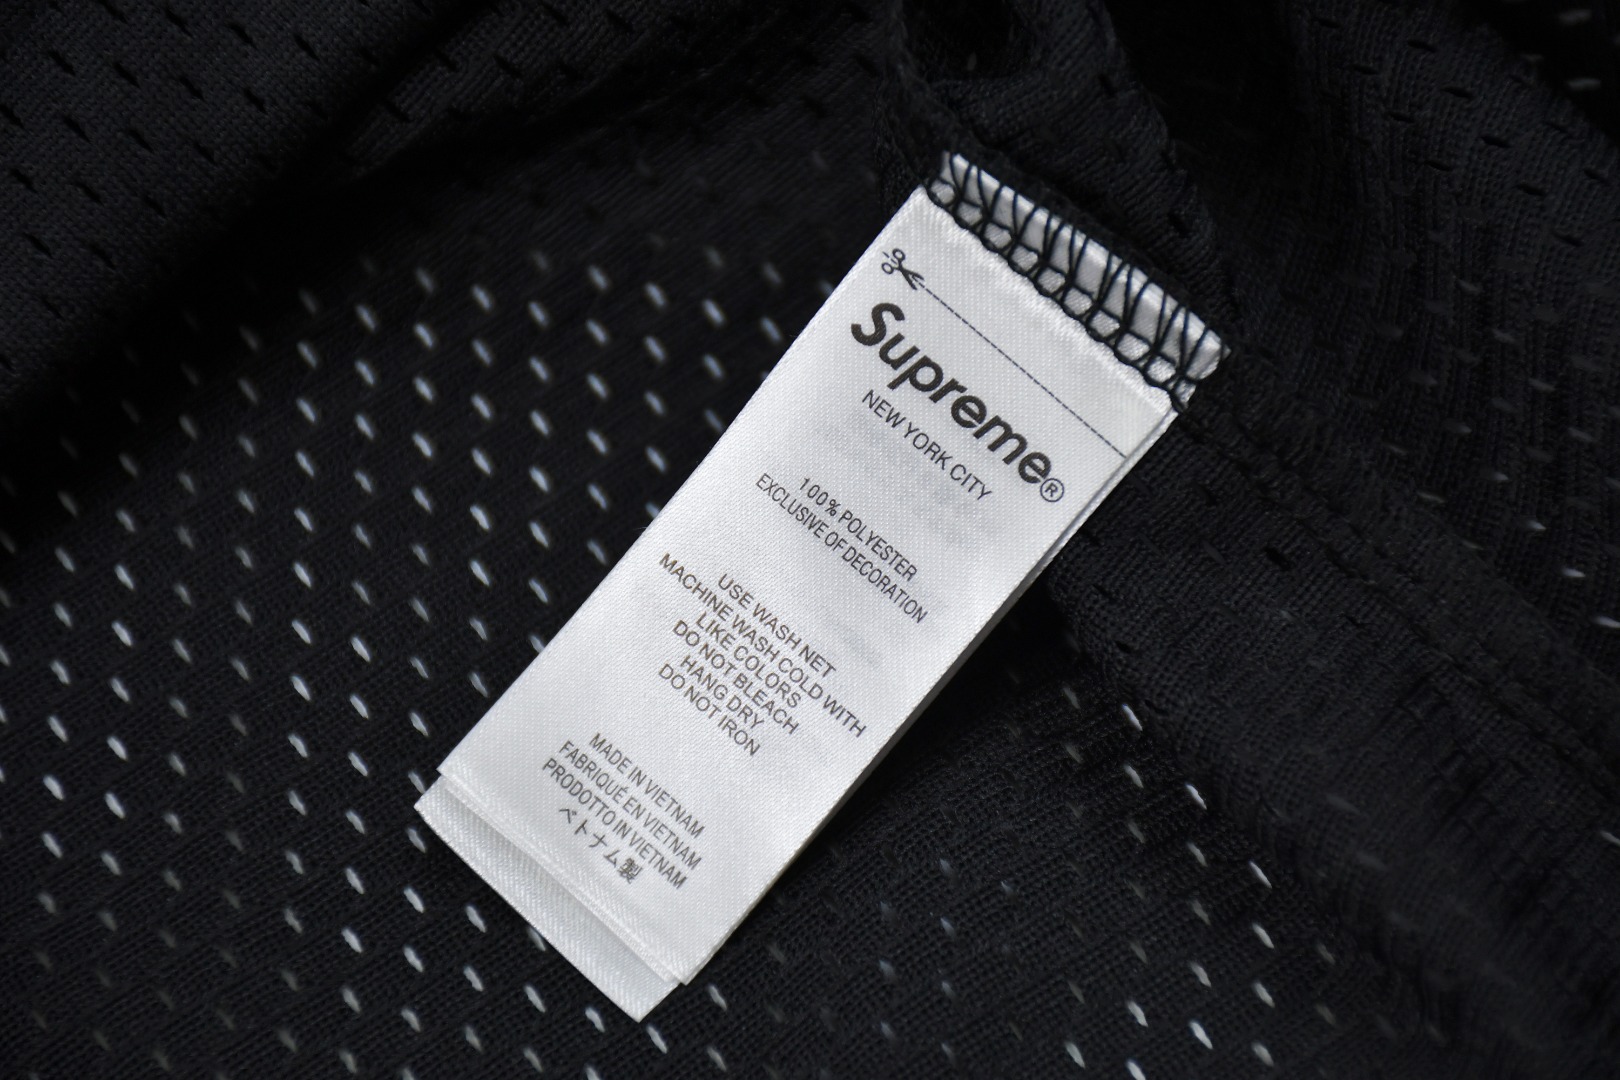 Supreme®
NEW YORK CITY
100% POLYESTER
EXCLUSIVE OF DECORATION
USE WASH NET
MACHINE WASH COLD WITH
LIKE COLORS
DO NOT BLEACH
HANG DRY
DO NOT IRON
MADE IN VIETNAM
FABRIQUÉ EN VIETNAM
PRODOTTO IN VIETNAM
ベトナム製